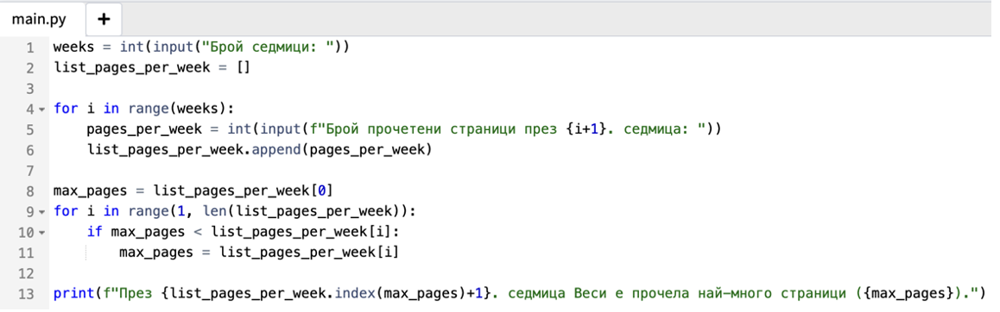 main.py +
1 weeks = int(input("Брой седмици: "))
2 list_pages_per_week = []
3
4 for i in range(weeks):
5     pages_per_week = int(input(f"Брой прочетени страници през {i+1}. седмица: "))
6     list_pages_per_week.append(pages_per_week)
7
8 max_pages = list_pages_per_week[0]
9 for i in range(1, len(list_pages_per_week)):
10     if max_pages < list_pages_per_week[i]:
11         max_pages = list_pages_per_week[i]
12
13 print(f"През {list_pages_per_week.index(max_pages)+1}. седмица Веси е прочела най-много страници ({max_pages}).")